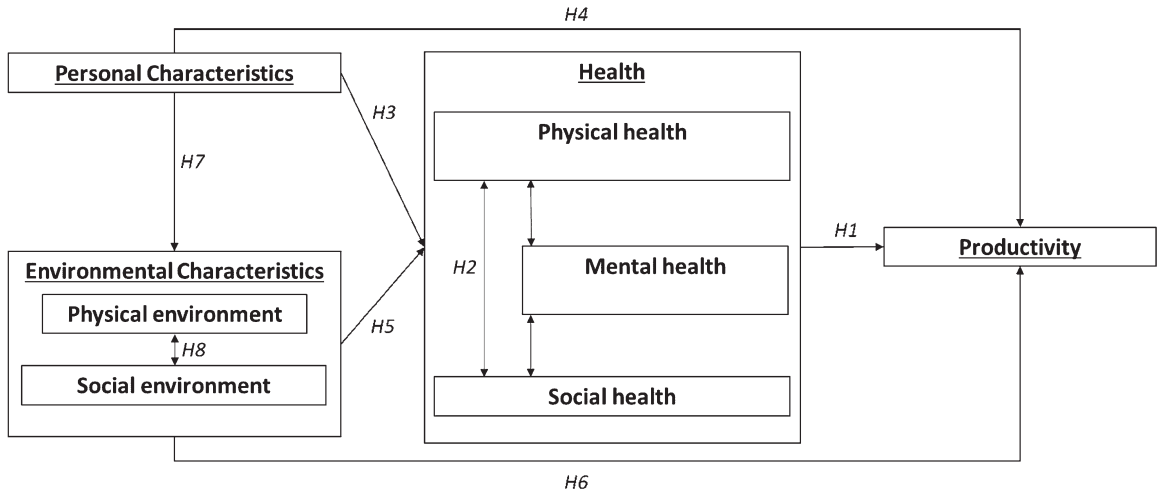 H4
Personal Characteristics
Health
H3
Physical health
H7
H1
Productivity
Environmental Characteristics
H2
Mental health
Physical environment
H5
H8
Social environment
Social health
H6